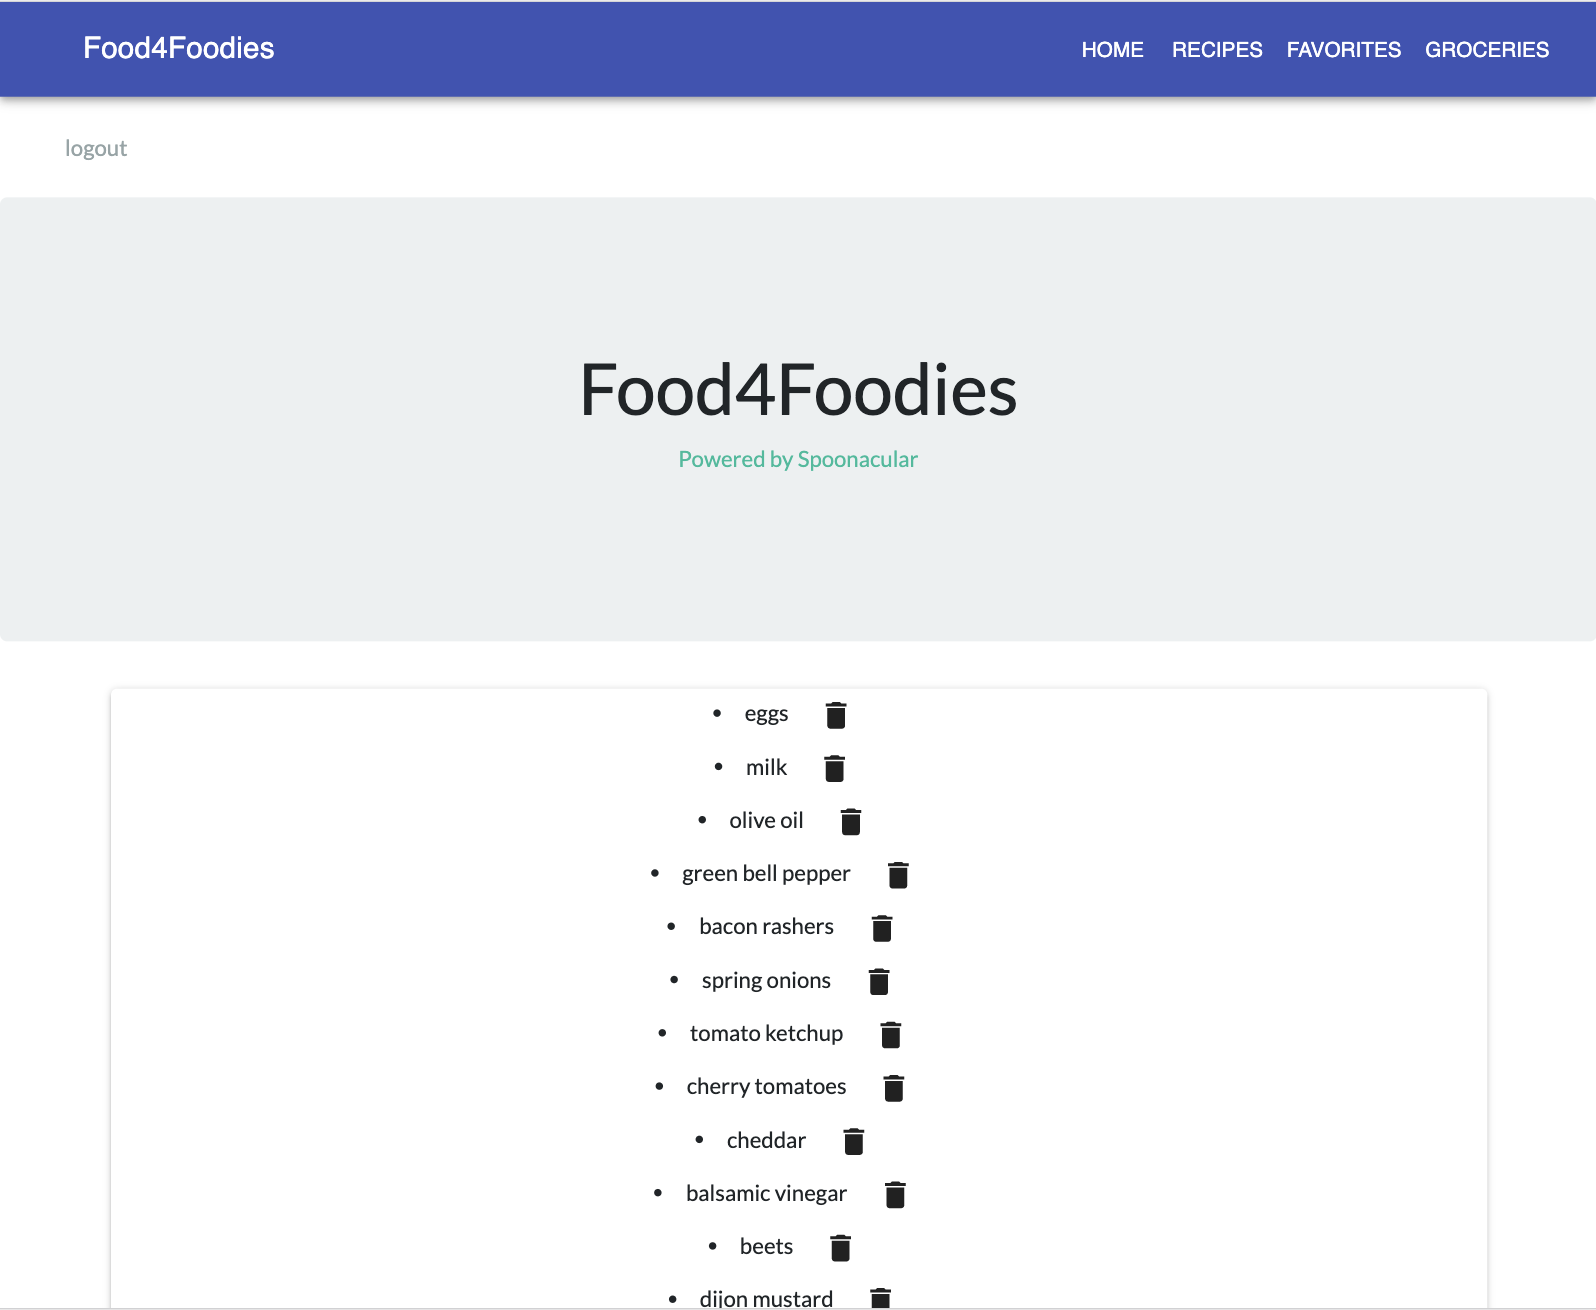 Food4Foodies HOME RECIPES FAVORITES GROCERIES
logout
Food4Foodies
Powered by Spoonacular
• eggs
• milk
• olive oil
• green bell pepper
• bacon rashers
• spring onions
• tomato ketchup
• cherry tomatoes
• cheddar
• balsamic vinegar
• beets
• dijon mustard